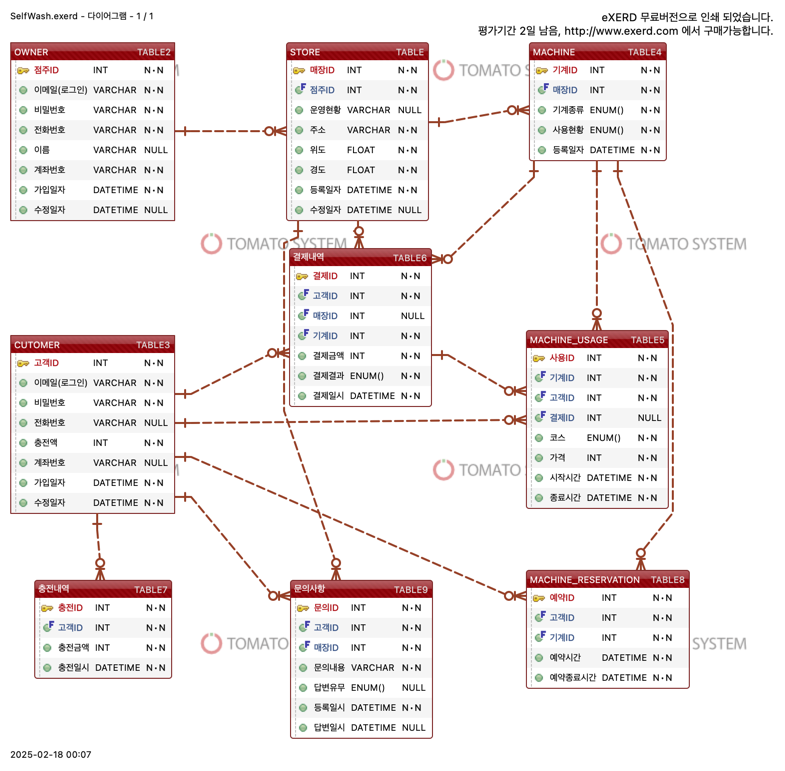 SelfWash.exerd - 다이어그램 - 1 / 1
eXERD 무료버전으로 인쇄 되었습니다.
평가기간 2일 남음, http://www.exerd.com 에서 구매가능합니다.
OWNER TABLE2
점주ID INT N·N
이메일(로그인) VARCHAR N·N
비밀번호 VARCHAR N·N
전화번호 VARCHAR N·N
이름 VARCHAR NULL
계좌번호 VARCHAR N·N
가입일자 DATETIME N·N
수정일자 DATETIME NULL
STORE TABLE
매장ID INT N·N
점주ID INT N·N
운영현황 VARCHAR NULL
주소 VARCHAR N·N
위도 FLOAT N·N
경도 FLOAT N·N
등록일자 DATETIME N·N
수정일자 DATETIME NULL
MACHINE TABLE4
기계ID INT N·N
매장ID INT N·N
기계종류 ENUM() N·N
사용현황 ENUM() N·N
등록일자 DATETIME N·N
TOMATO SYSTEM
TOMATO SYSTEM
TOMATO SYSTEM
결제내역 TABLE6
결제ID INT N·N
고객ID INT N·N
매장ID INT NULL
기계ID INT N·N
결제금액 INT N·N
결제결과 ENUM() N·N
결제일시 DATETIME N·N
CUTOMER TABLE3
고객ID INT N·N
이메일(로그인) VARCHAR N·N
비밀번호 VARCHAR N·N
전화번호 VARCHAR NULL
충전액 INT N·N
계좌번호 VARCHAR NULL
가입일자 DATETIME N·N
수정일자 DATETIME N·N
MACHINE_USAGE TABLE5
사용ID INT N·N
기계ID INT N·N
고객ID INT N·N
결제ID INT NULL
코스 ENUM() N·N
가격 INT N·N
시작시간 DATETIME N·N
종료시간 DATETIME N·N
TOMATO
충전내역 TABLE7
충전ID INT N·N
고객ID INT N·N
충전금액 INT N·N
충전일시 DATETIME N·N
문의사항 TABLE9
문의ID INT N·N
고객ID INT N·N
매장ID INT N·N
문의내용 VARCHAR N·N
답변유무 ENUM() NULL
등록일시 DATETIME N·N
답변일시 DATETIME NULL
MACHINE_RESERVATION TABLE8
예약ID INT N·N
고객ID INT N·N
기계ID INT N·N
예약시간 DATETIME N·N
예약종료시간 DATETIME N·N
TOMATO
SYSTEM
2025-02-18 00:07